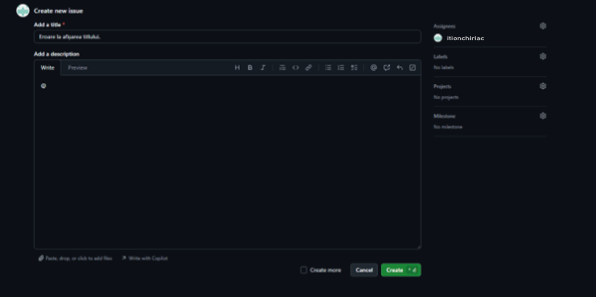 Create new issue
Add a title *
Eroare la afișarea titlului.
Add a description
Write
Preview
Paste, drop, or click to add files
Write with Copilot
Create more
Cancel
Create
Assignees
itionchiriac
Labels
No labels
Projects
No projects
Milestone
No milestone